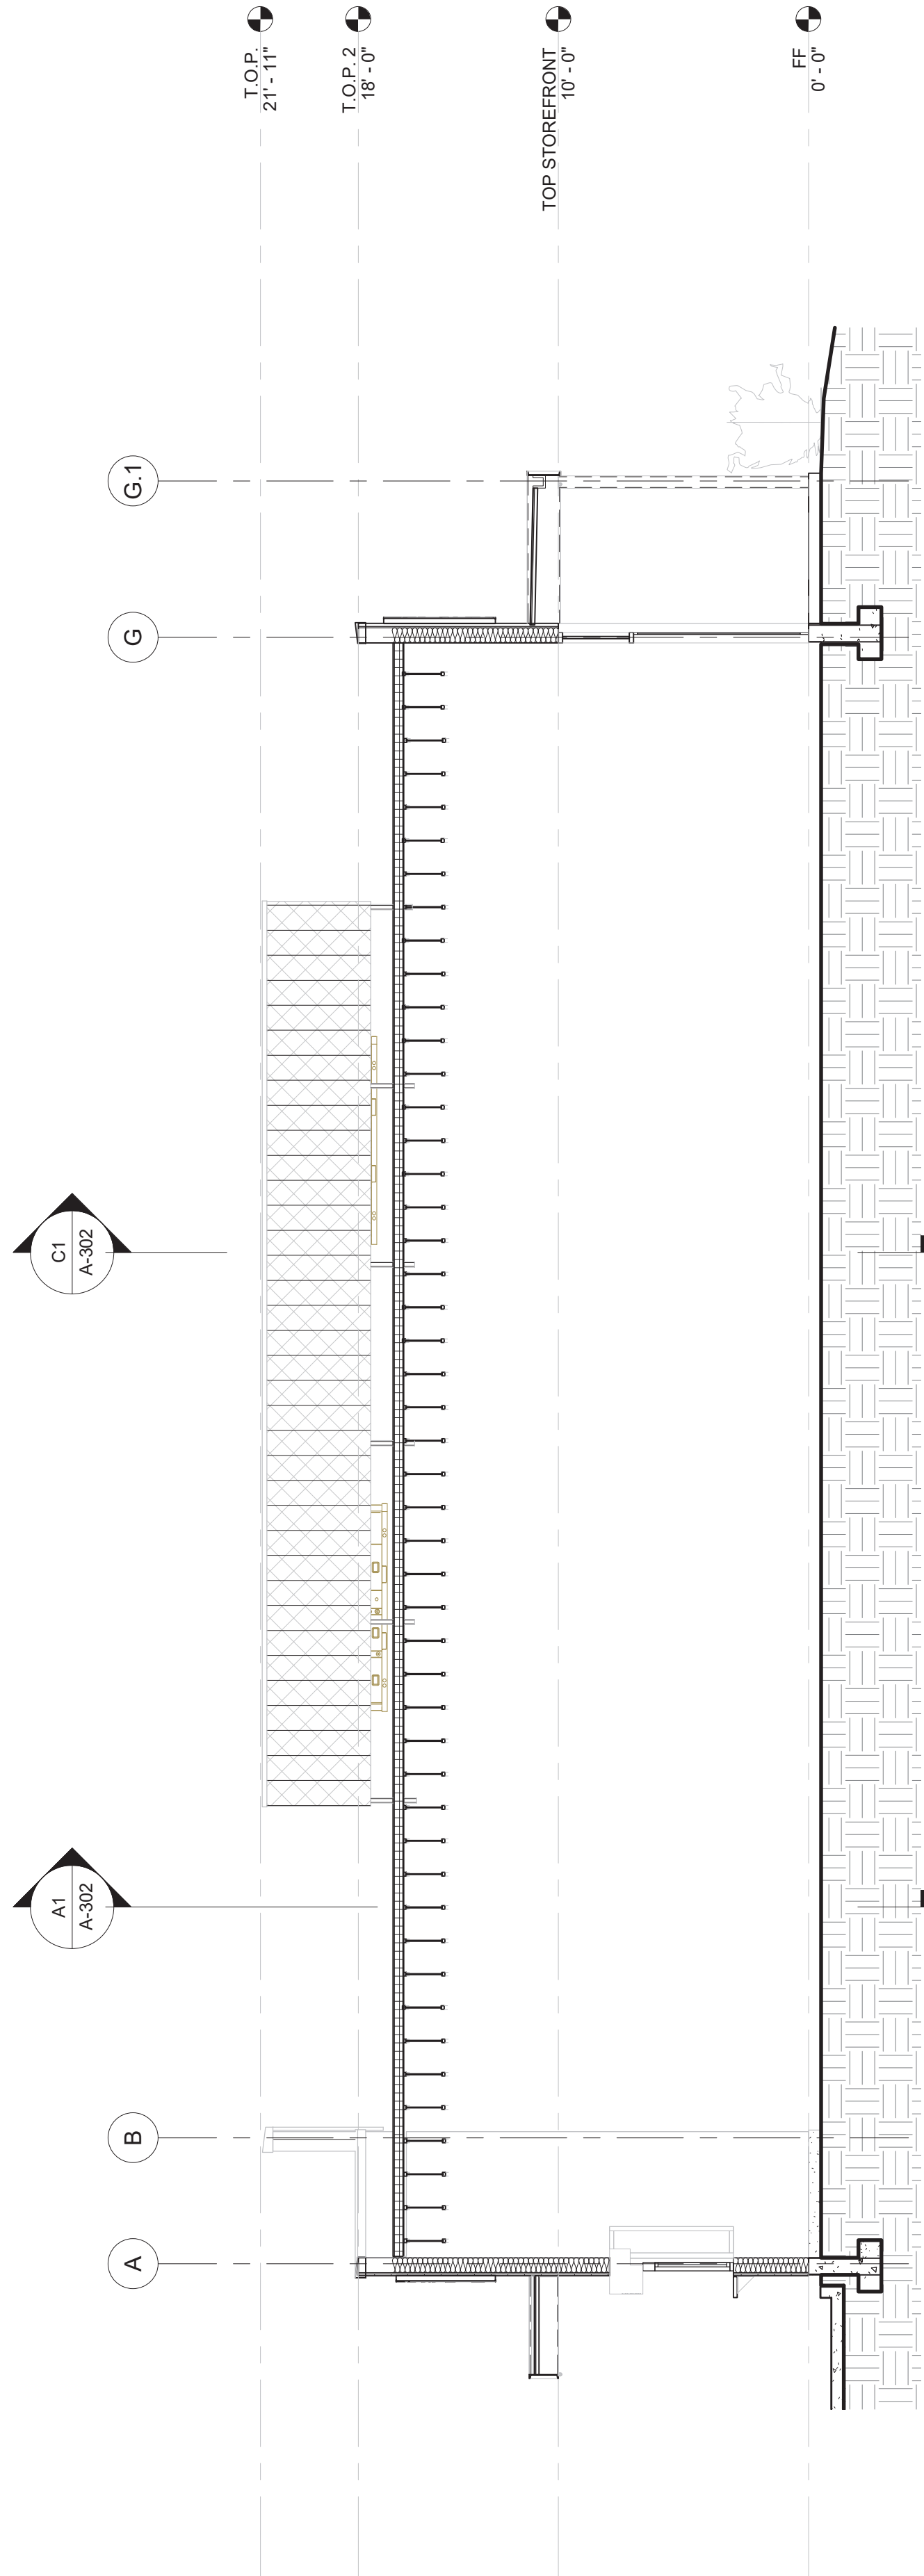 T.O.P.
21' - 11"
T.O.P. 2
18' - 0"
TOP STOREFRONT
10' - 0"
FF
0' - 0"
G.1
G
C1
A-302
A1
A-302
B
A